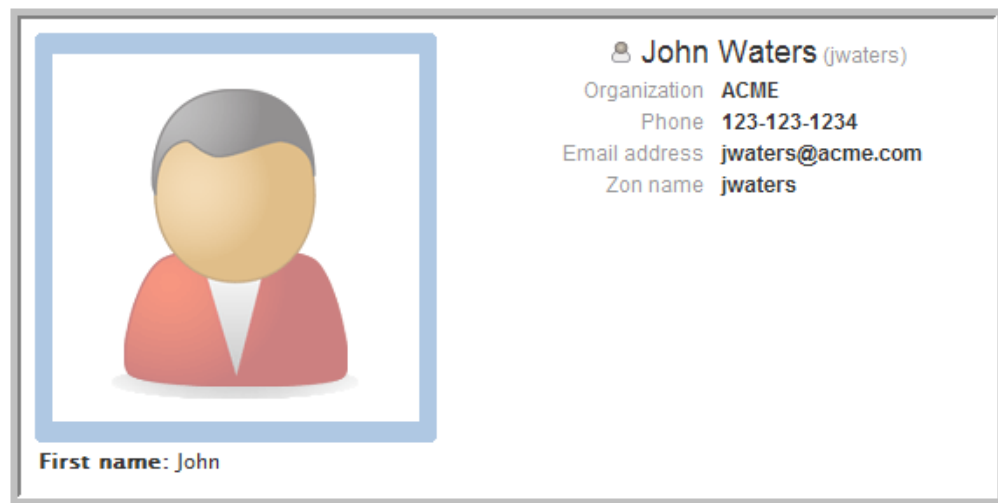 John Waters (jwaters)
Organization ACME
Phone 123-123-1234
Email address jwaters@acme.com
Zon name jwaters
First name: John